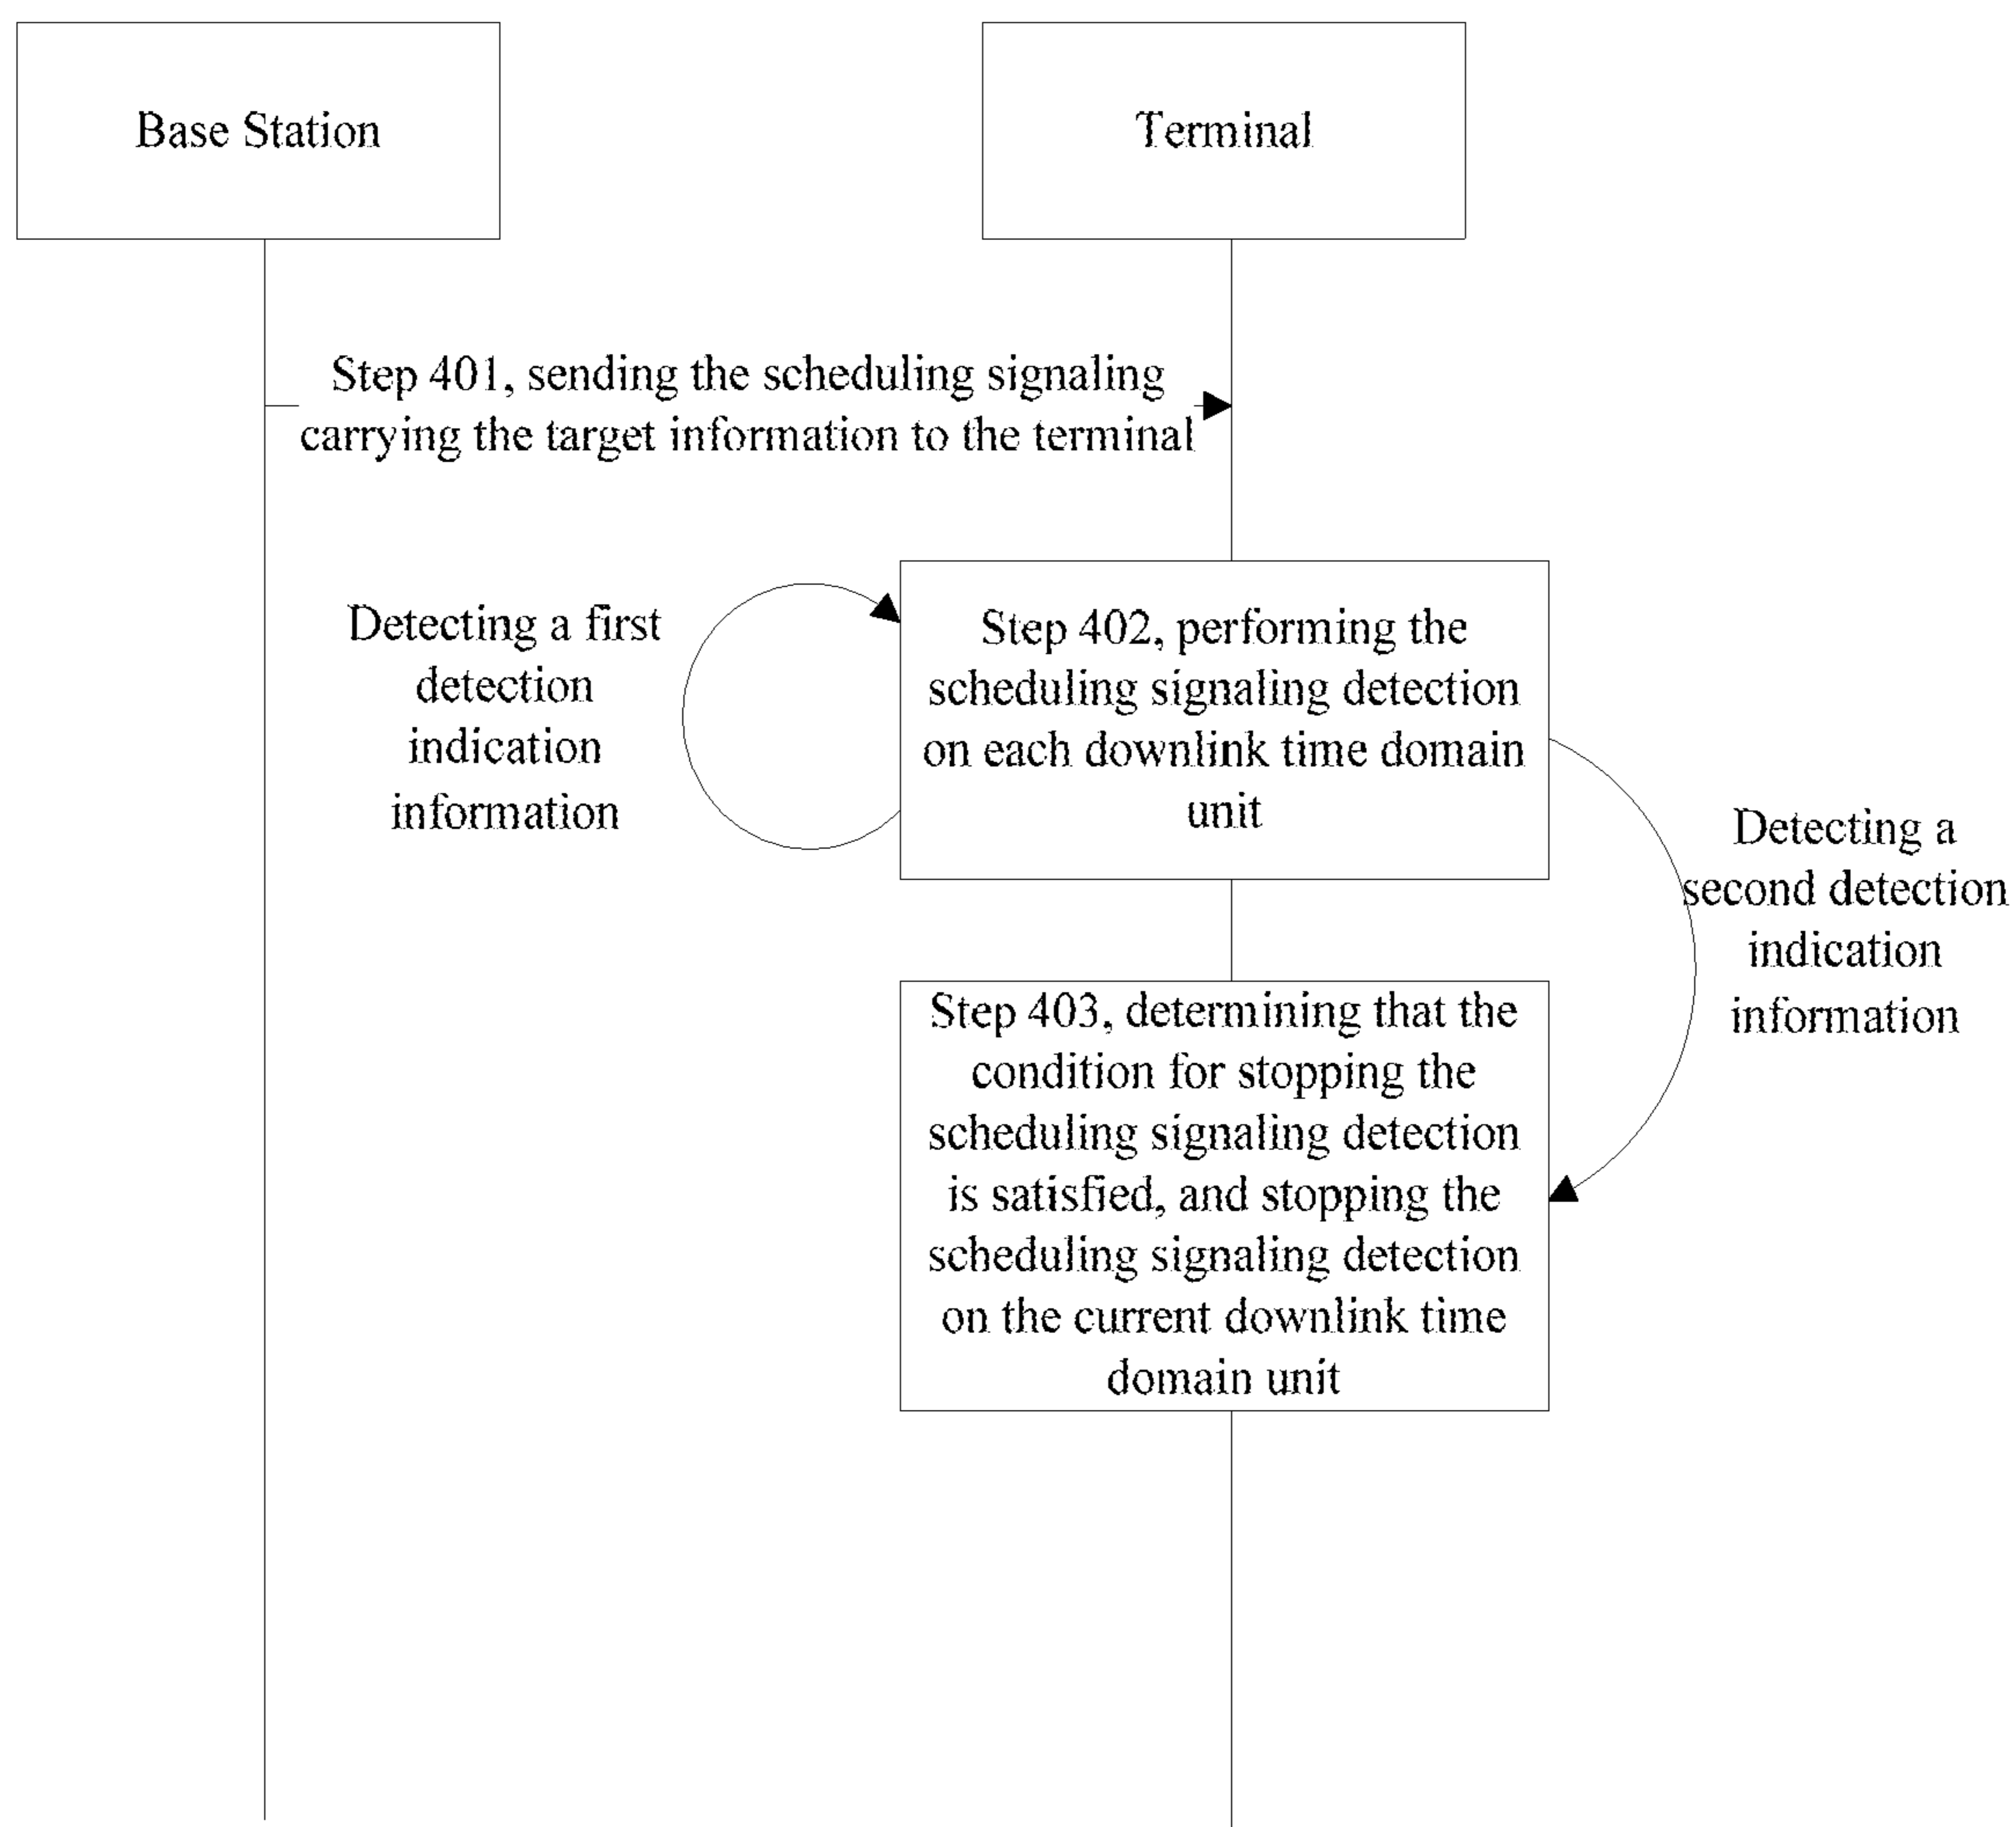 Base Station
Terminal
Step 401, sending the scheduling signaling
carrying the target information to the terminal
Detecting a first
detection
indication
information
Step 402, performing the
scheduling signaling detection
on each downlink time domain
unit
Detecting a
second detection
indication
information
Step 403, determining that the
condition for stopping the
scheduling signaling detection
is satisfied, and stopping the
scheduling signaling detection
on the current downlink time
domain unit